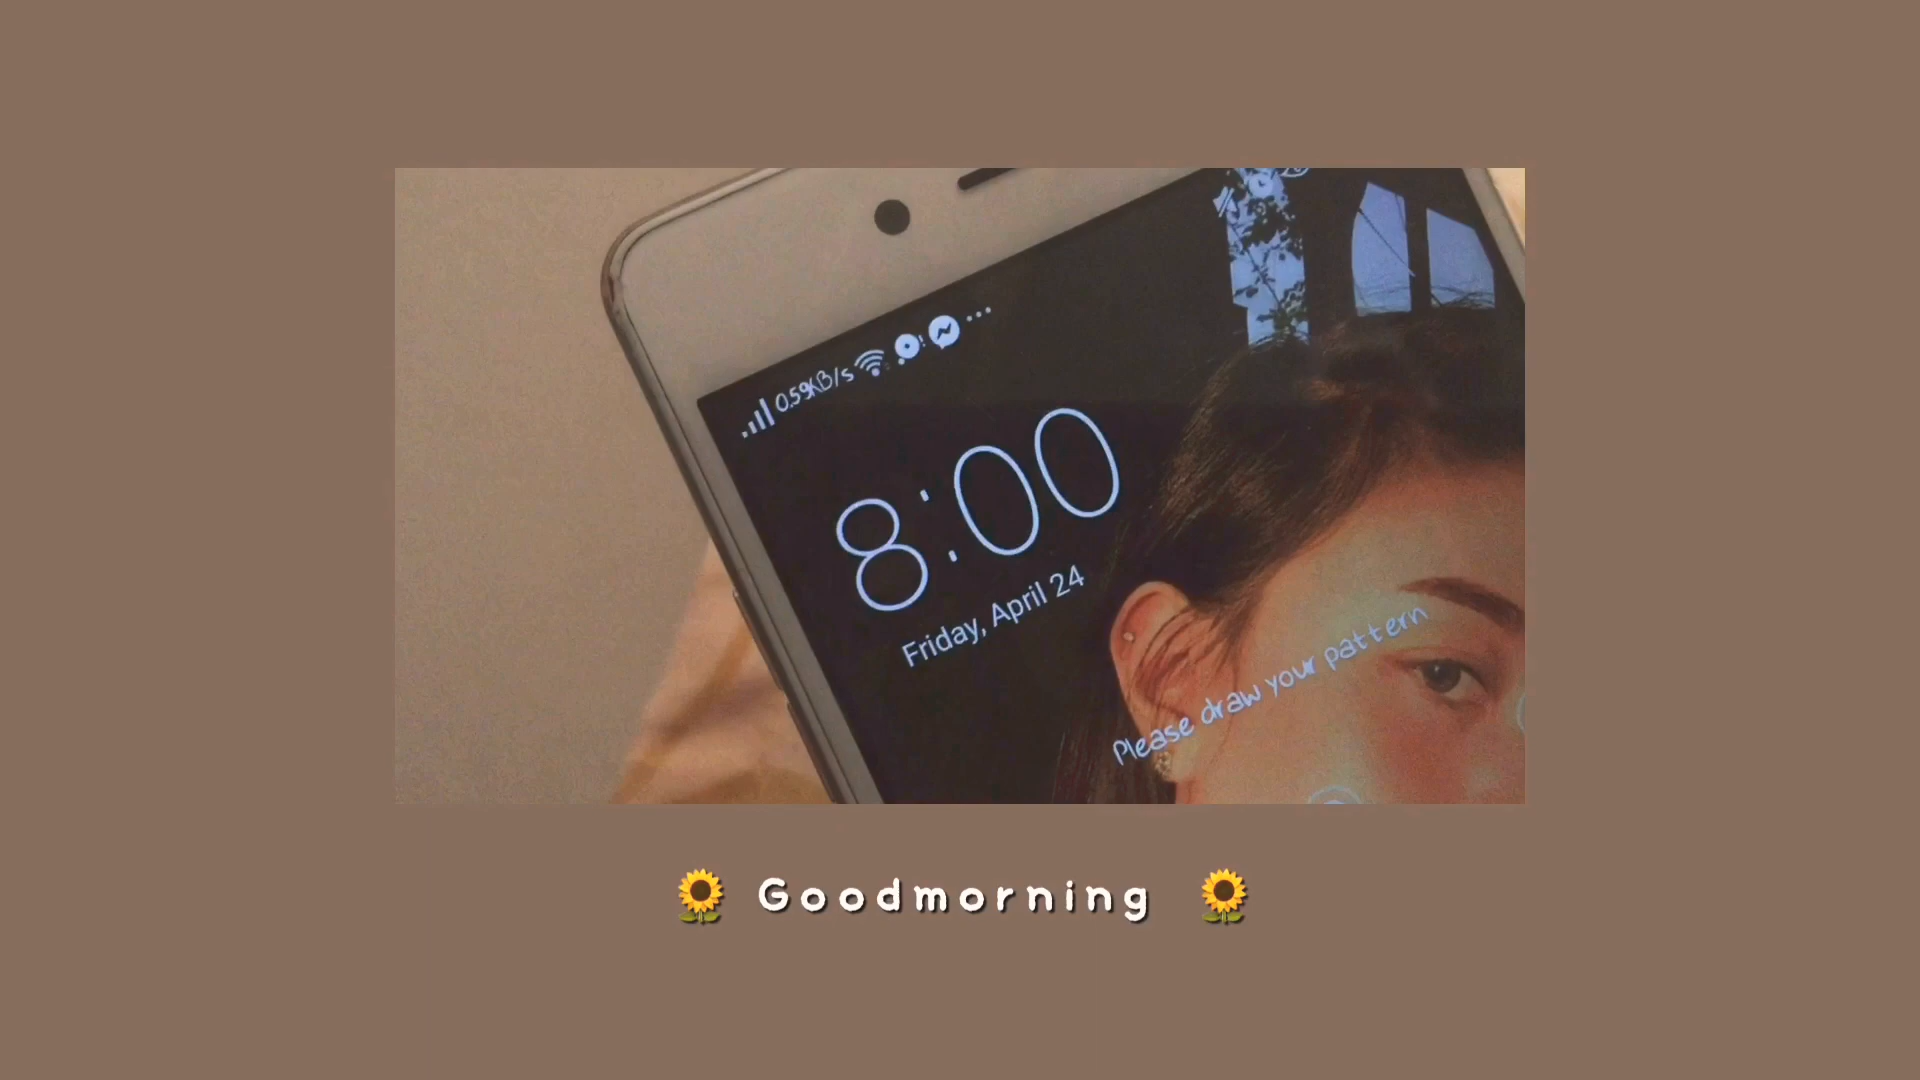 0.59KB/s
8:00
Friday, April 24
Please draw your pattern
🌻 Goodmorning 🌻